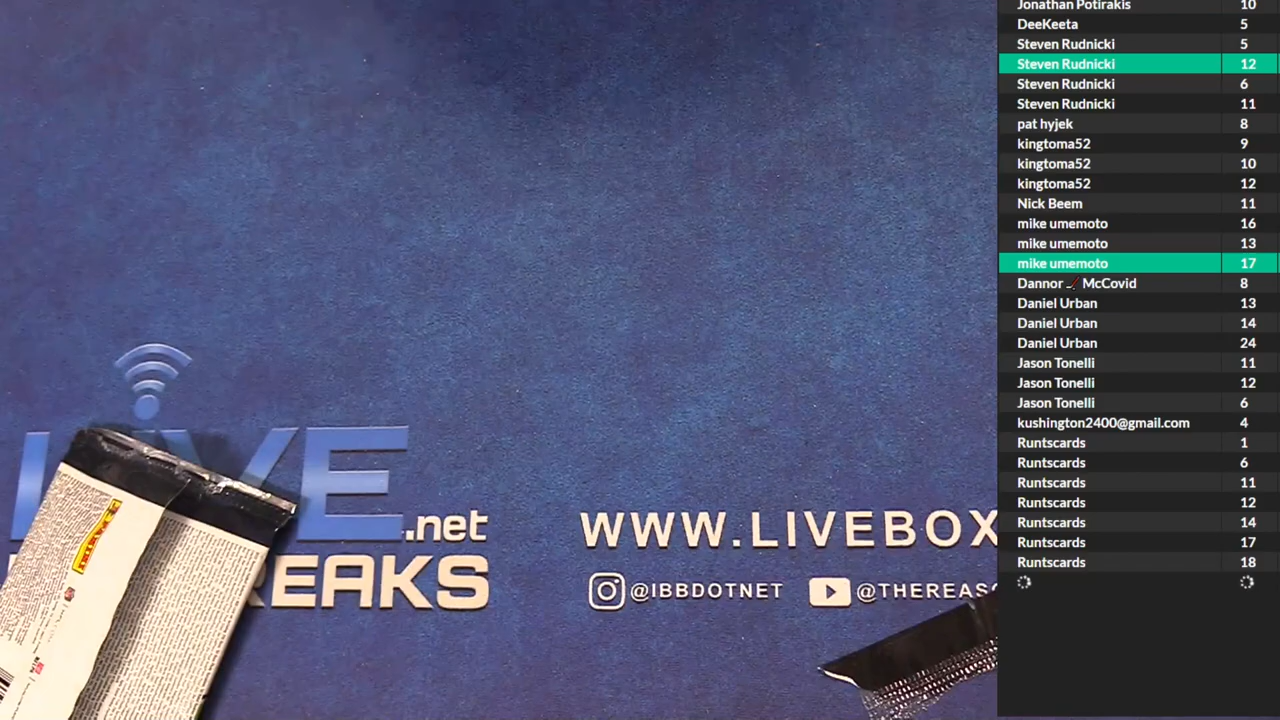 Jonathan Potirakis 10
DeeKeeta 5
Steven Rudnicki 5
Steven Rudnicki 12
Steven Rudnicki 6
Steven Rudnicki 11
pat hyjek 8
kingtoma52 9
kingtoma52 10
kingtoma52 12
Nick Beem 11
mike umemoto 16
mike umemoto 13
mike umemoto 17
Dannor McCovid 8
Daniel Urban 13
Daniel Urban 14
Daniel Urban 24
Jason Tonelli 11
Jason Tonelli 12
Jason Tonelli 6
kushington2400@gmail.com 4
Runtscards 1
Runtscards 6
Runtscards 11
Runtscards 12
Runtscards 14
Runtscards 17
Runtscards 18
LIVE
.net
REAKS
WWW.LIVEBOX
@IBBDOTNET
@THEREAS
PANINI